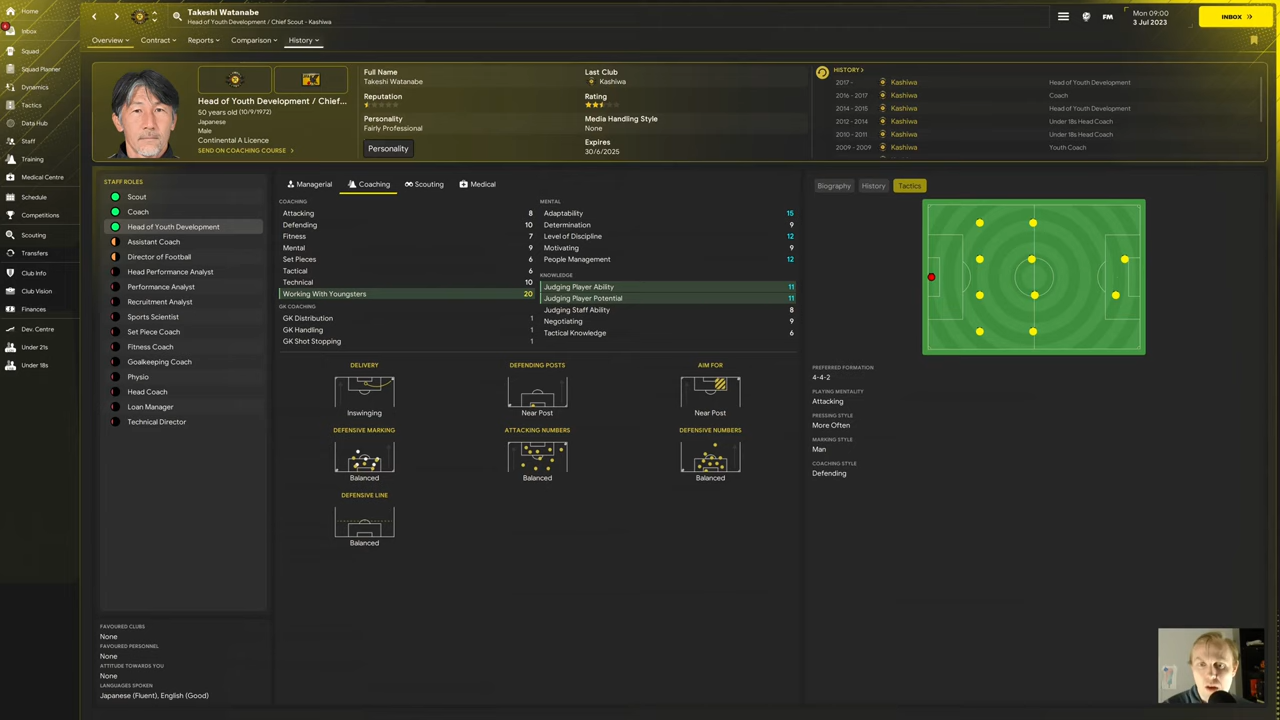 Home
Inbox
Squad
Squad Planner
Dynamics
Tactics
Data Hub
Staff
Training
Medical Centre
Schedule
Competitions
Scouting
Transfers
Club Info
Club Vision
Finances
Dev. Centre
Under 21s
Under 18s
Takeshi Watanabe
Head of Youth Development / Chief Scout - Kashiwa
FM
Mon 09:00
3 Jul 2023
INBOX
Overview
Contract
Reports
Comparison
History
Head of Youth Development / Chief...
50 years old (10/9/1972)
Japanese
Male
Continental A Licence
SEND ON COACHING COURSE >
Full Name
Takeshi Watanabe
Reputation
Personality
Fairly Professional
Personality
Last Club
Kashiwa
Rating
Media Handling Style
None
Expires
30/6/2025
HISTORY >
2017 - Kashiwa Head of Youth Development
2016 - 2017 Kashiwa Coach
2014 - 2015 Kashiwa Head of Youth Development
2012 - 2014 Kashiwa Under 18s Head Coach
2010 - 2011 Kashiwa Under 18s Head Coach
2009 - 2009 Kashiwa Youth Coach
STAFF ROLES
Scout
Coach
Head of Youth Development
Assistant Coach
Director of Football
Head Performance Analyst
Performance Analyst
Recruitment Analyst
Sports Scientist
Set Piece Coach
Fitness Coach
Goalkeeping Coach
Physio
Head Coach
Loan Manager
Technical Director
FAVOURED CLUBS
None
FAVOURED PERSONNEL
None
ATTITUDE TOWARDS YOU
None
LANGUAGES SPOKEN
Japanese (Fluent), English (Good)
Managerial
Coaching
Scouting
Medical
COACHING
Attacking 8
Defending 10
Fitness 7
Mental 9
Set Pieces 6
Tactical 6
Technical 10
Working With Youngsters 20
GK COACHING
GK Distribution 1
GK Handling 1
GK Shot Stopping 1
MENTAL
Adaptability 15
Determination 9
Level of Discipline 12
Motivating 9
People Management 12
KNOWLEDGE
Judging Player Ability 11
Judging Player Potential 11
Judging Staff Ability 8
Negotiating 9
Tactical Knowledge 6
DELIVERY
Inswinging
DEFENDING POSTS
Near Post
AIM FOR
Near Post
DEFENSIVE MARKING
Balanced
ATTACKING NUMBERS
Balanced
DEFENSIVE NUMBERS
Balanced
DEFENSIVE LINE
Balanced
Biography
History
Tactics
PREFERRED FORMATION
4-4-2
PLAYING MENTALITY
Attacking
PRESSING STYLE
More Often
MARKING STYLE
Man
COACHING STYLE
Defending